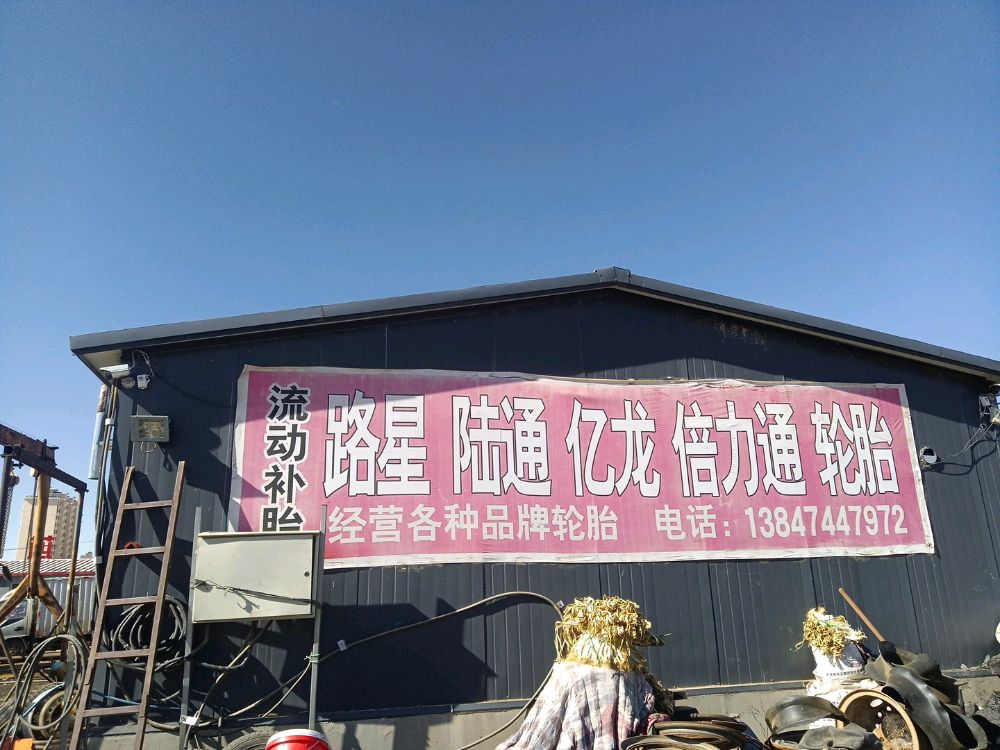 流动补胎
路星 陆通 亿龙 倍力通 轮胎
经营各种品牌轮胎 电话：13847447972